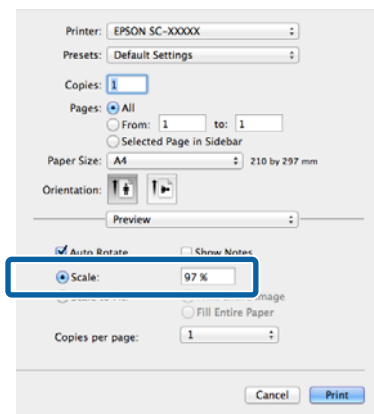 Printer: EPSON SC-XXXXX
Presets: Default Settings
Copies: 1
Pages: All
From: 1 to: 1
Selected Page in Sidebar
Paper Size: A4 210 by 297 mm
Orientation:
Preview
Auto Rotate Show Notes
Scale: 97 %
Image
Fill Entire Paper
Copies per page: 1
Cancel Print